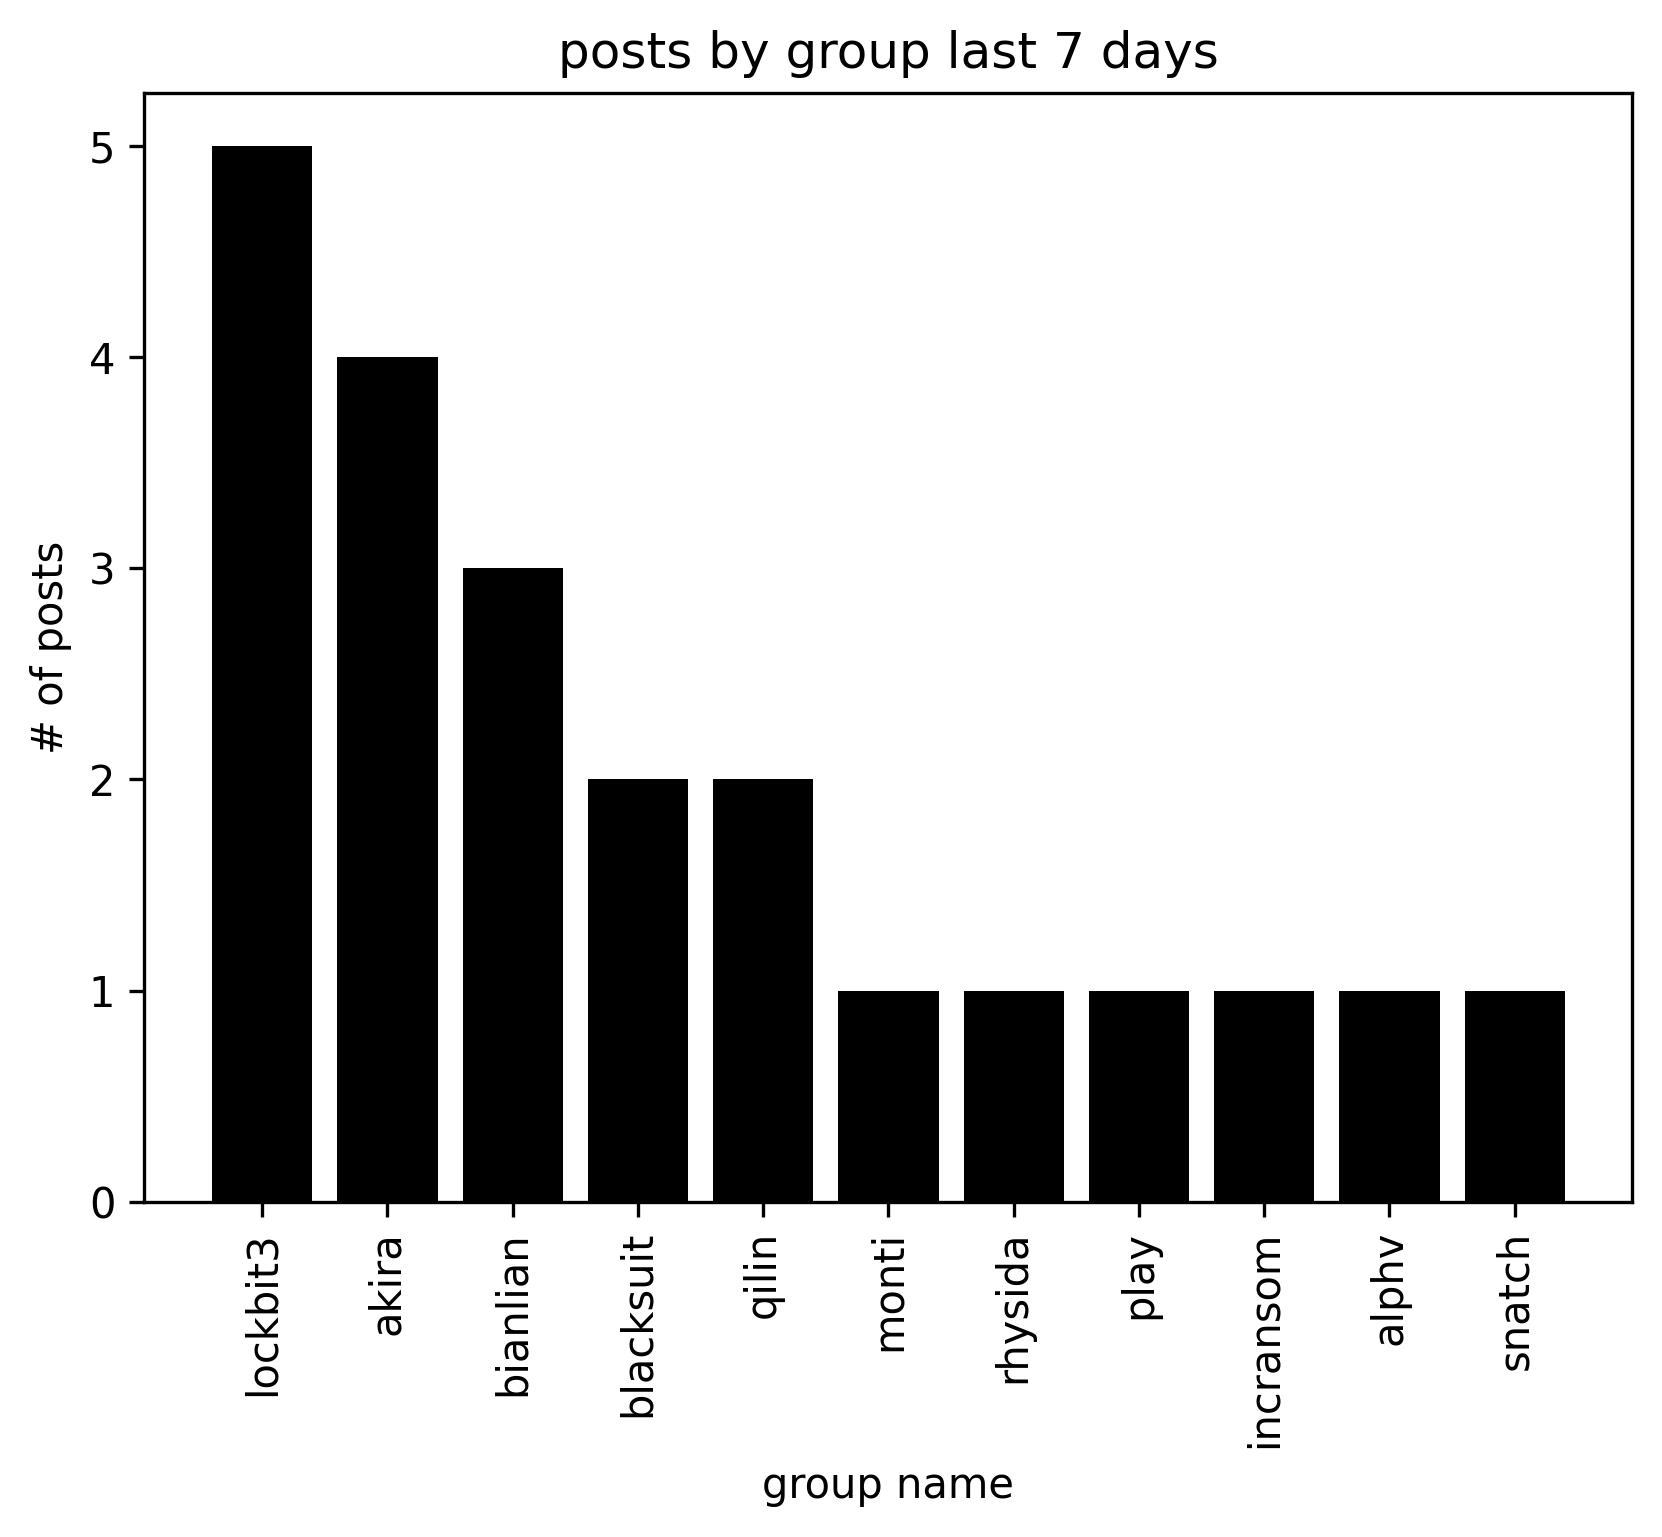 posts by group last 7 days
# of posts
5
4
3
2
1
0
lockbit3
akira
bianlian
blacksuit
qilin
monti
rhysida
play
incransom
alphv
snatch
group name